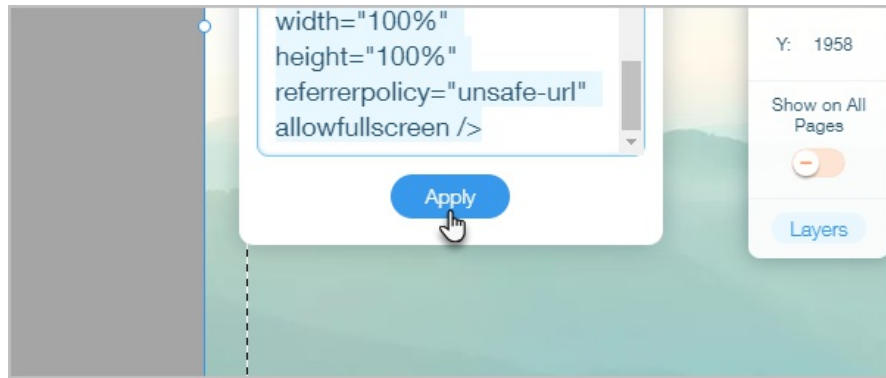 width="100%"
height="100%"
referrerpolicy="unsafe-url"
allowfullscreen />
Apply
Y: 1958
Show on All
Pages
Layers